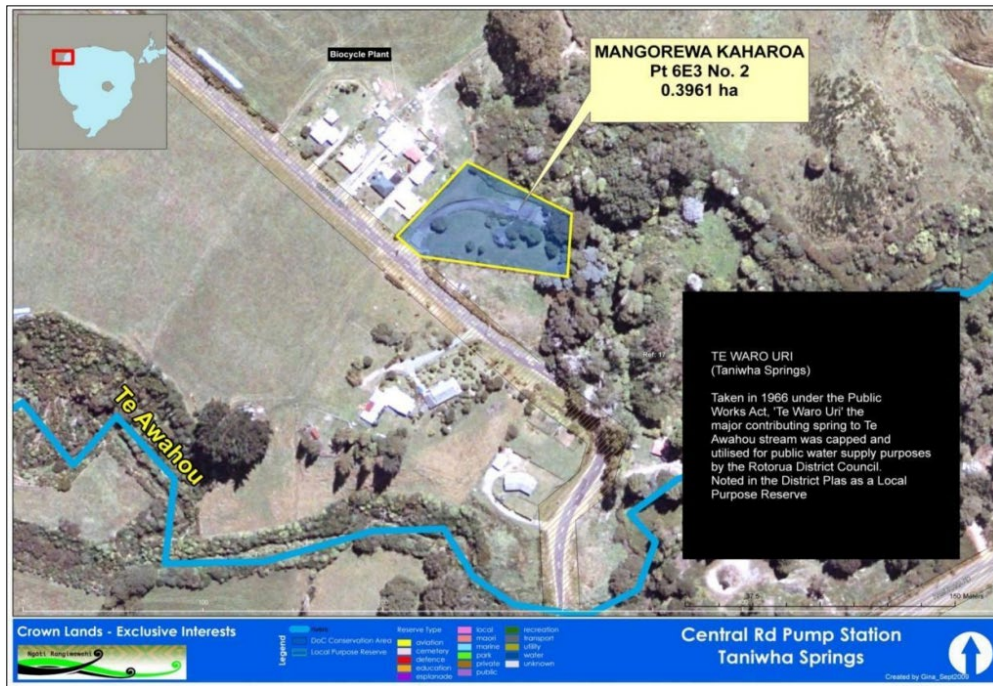 Biocycle Plant
MANGOREWA KAHAROA
Pt 6E3 No. 2
0.3961 ha
Te Awahou
TE WARO URI
(Taniwha Springs)
Taken in 1966 under the Public
Works Act, 'Te Waro Uri' the
major contributing spring to Te
Awahou stream was capped and
utilised for public water supply purposes
by the Rotorua District Council.
Noted in the District Plas as a Local
Purpose Reserve
150 Meters
Crown Lands - Exclusive Interests
Ngāti Rangiwewehi
Legend
DoC Conservation Area
Local Purpose Reserve
Reserve Type
aviation
cemetery
defence
education
esplanade
local
maori
marine
park
private
public
recreation
transport
utility
water
unknown
Central Rd Pump Station
Taniwha Springs
Created by Gina_Sept2009